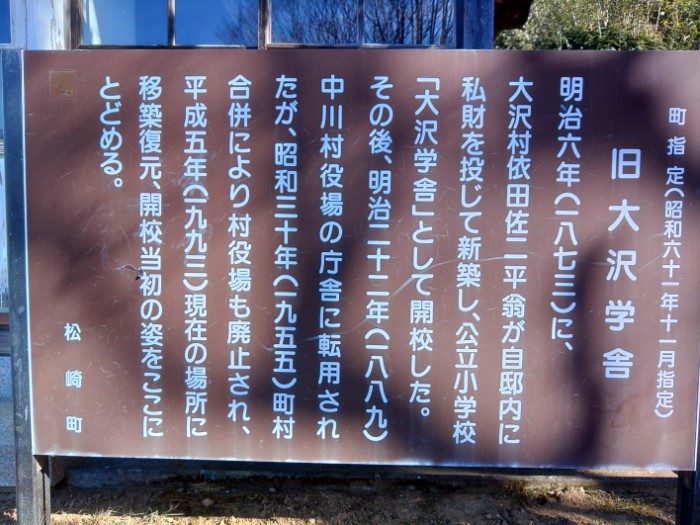 町指定(昭和六十一年十一月指定)
旧大沢学舎
明治六年(一八七三)に、
大沢村依田佐二平翁が自邸内に
私財を投じて新築し、公立小学校
「大沢学舎」として開校した。
その後、明治二十二年(一八八九)
中川村役場の庁舎に転用され
たが、昭和三十年(一九五五)町村
合併により村役場も廃止され、
平成五年(一九九三)現在の場所に
移築復元、開校当初の姿をここに
とどめる。
松崎町